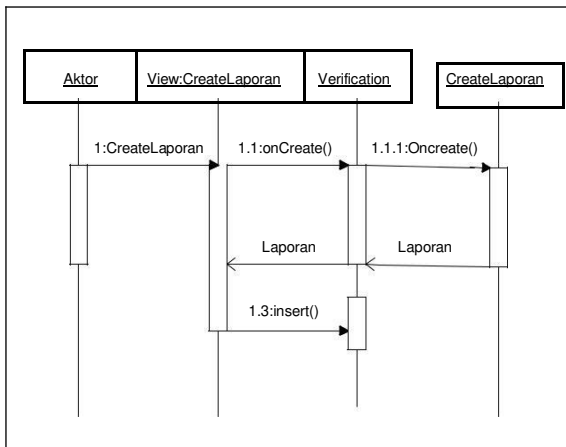 Aktor
View:CreateLaporan
Verification
CreateLaporan
1:CreateLaporan
1.1:onCreate()
1.1.1:Oncreate()
Laporan
Laporan
1.3:insert()